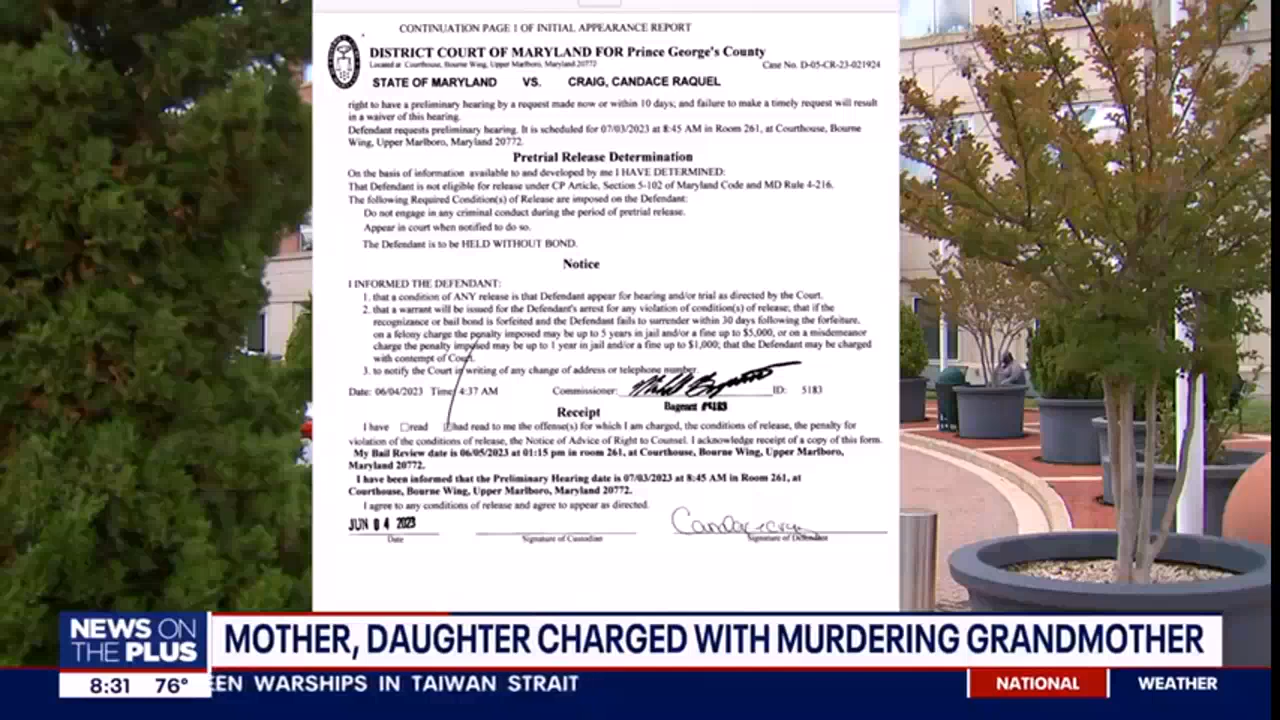 CONTINUATION PAGE 1 OF INITIAL APPEARANCE REPORT
DISTRICT COURT OF MARYLAND FOR Prince George's County
Located at Courthouse, Bourne Wing, Upper Marlboro, Maryland 20772
Case No. D-05-CR-23-021924
STATE OF MARYLAND VS. CRAIG, CANDACE RAQUEL
right to have a preliminary hearing by a request made now or within 10 days; and failure to make a timely request will result
in a waiver of this hearing.
Defendant requests preliminary hearing. It is scheduled for 07/03/2023 at 8:45 AM in Room 261, at Courthouse, Bourne
Wing, Upper Marlboro, Maryland 20772.
Pretrial Release Determination
On the basis of information available to and developed by me I HAVE DETERMINED:
That Defendant is not eligible for release under CP Article, Section 5-102 of Maryland Code and MD Rule 4-216.
The following Required Condition(s) of Release are imposed on the Defendant:
Do not engage in any criminal conduct during the period of pretrial release.
Appear in court when notified to do so.
The Defendant is to be HELD WITHOUT BOND.
Notice
I INFORMED THE DEFENDANT:
1. that a condition of ANY release is that Defendant appear for hearing and/or trial as directed by the Court.
2. that a warrant will be issued for the Defendant's arrest for any violation of condition(s) of release; that if the
recognizance or bail bond is forfeited and the Defendant fails to surrender within 30 days following the forfeiture,
on a felony charge the penalty imposed may be up to 5 years in jail and/or a fine up to $5,000, or on a misdemeanor
charge the penalty imposed may be up to 1 year in jail and/or a fine up to $1,000; that the Defendant may be charged
with contempt of Court.
3. to notify the Court in writing of any change of address or telephone number.
Date: 06/04/2023 Time: 4:37 AM Commissioner: ID: 5183
Receipt
I have read had read to me the offense(s) for which I am charged, the conditions of release, the penalty for
violation of the conditions of release, the Notice of Advice of Right to Counsel. I acknowledge receipt of a copy of this form.
My Bail Review date is 06/05/2023 at 01:15 pm in room 261, at Courthouse, Bourne Wing, Upper Marlboro,
Maryland 20772.
I have been informed that the Preliminary Hearing date is 07/03/2023 at 8:45 AM in Room 261, at
Courthouse, Bourne Wing, Upper Marlboro, Maryland 20772.
I agree to any conditions of release and agree to appear as directed.
JUN 04 2023
Date Signature of Custodian Signature of Defendant
NEWS ON
THE PLUS
MOTHER, DAUGHTER CHARGED WITH MURDERING GRANDMOTHER
8:31 76° EEN WARSHIPS IN TAIWAN STRAIT
NATIONAL WEATHER